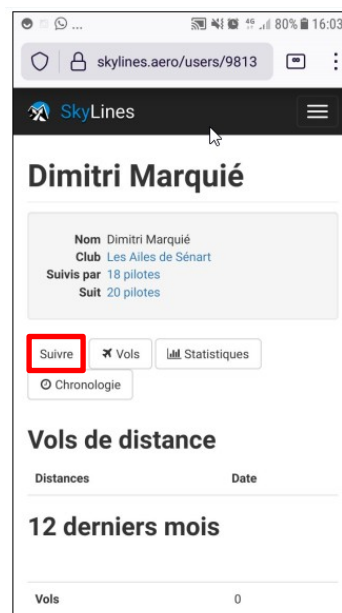 ... 4G 80% 16:03
skylines.aero/users/9813
SkyLines
Dimitri Marquié
Nom Dimitri Marquié
Club Les Ailes de Sénart
Suivis par 18 pilotes
Suit 20 pilotes
Suivre Vols Statistiques
Chronologie
Vols de distance
Distances Date
12 derniers mois
Vols 0